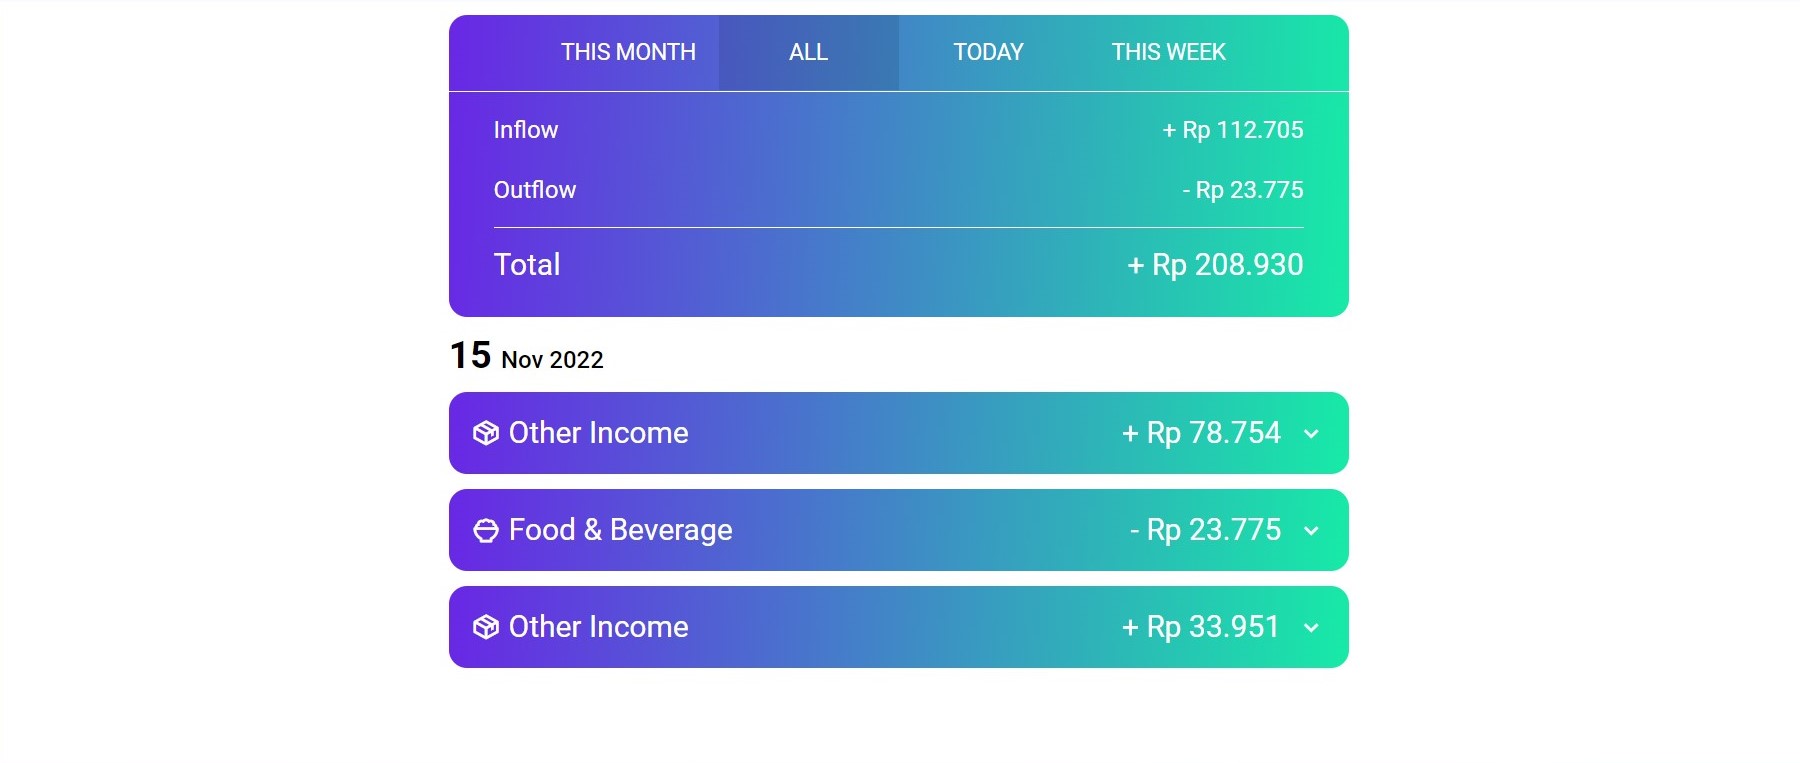 THIS MONTH ALL TODAY THIS WEEK
Inflow + Rp 112.705
Outflow - Rp 23.775
Total + Rp 208.930
15 Nov 2022
Other Income + Rp 78.754
Food & Beverage - Rp 23.775
Other Income + Rp 33.951